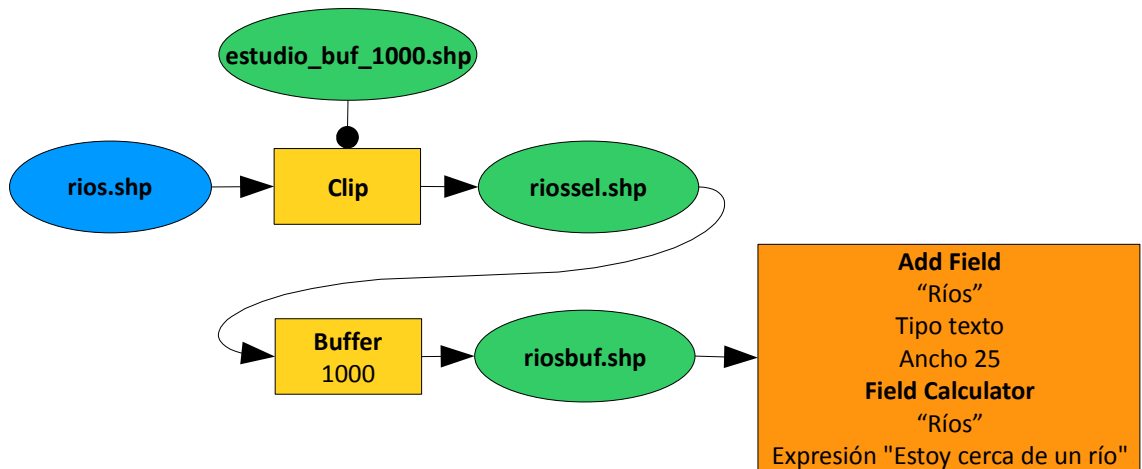 estudio_buf_1000.shp
rios.shp
Clip
riossel.shp
Buffer
1000
riosbuf.shp
Add Field
“Ríos”
Tipo texto
Ancho 25
Field Calculator
“Ríos”
Expresión "Estoy cerca de un río"